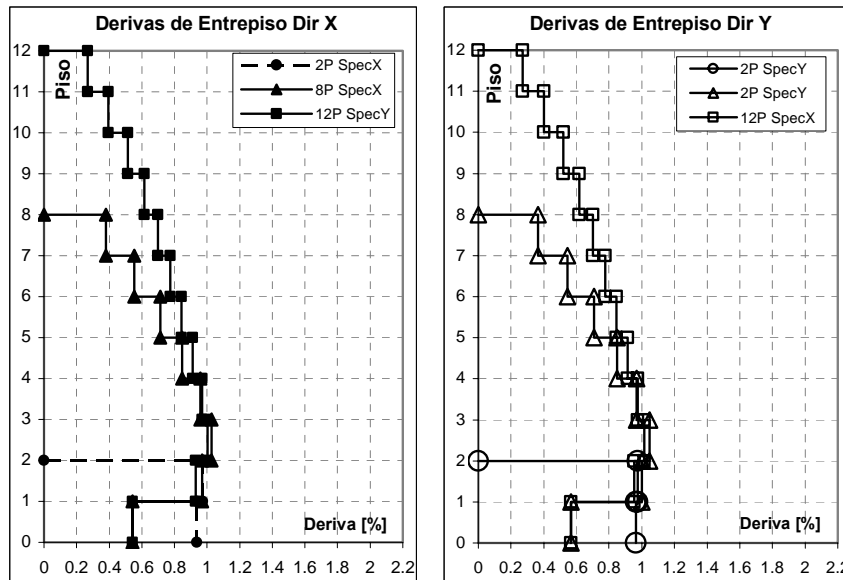 Derivas de Entrepiso Dir X
12
11
10
9
8
7
6
5
4
3
2
1
0
Piso
2P SpecX
8P SpecX
12P SpecY
Deriva [%]
0 0.2 0.4 0.6 0.8 1 1.2 1.4 1.6 1.8 2 2.2
Derivas de Entrepiso Dir Y
12
11
10
9
8
7
6
5
4
3
2
1
0
Piso
2P SpecY
2P SpecY
12P SpecX
Deriva [%]
0 0.2 0.4 0.6 0.8 1 1.2 1.4 1.6 1.8 2 2.2